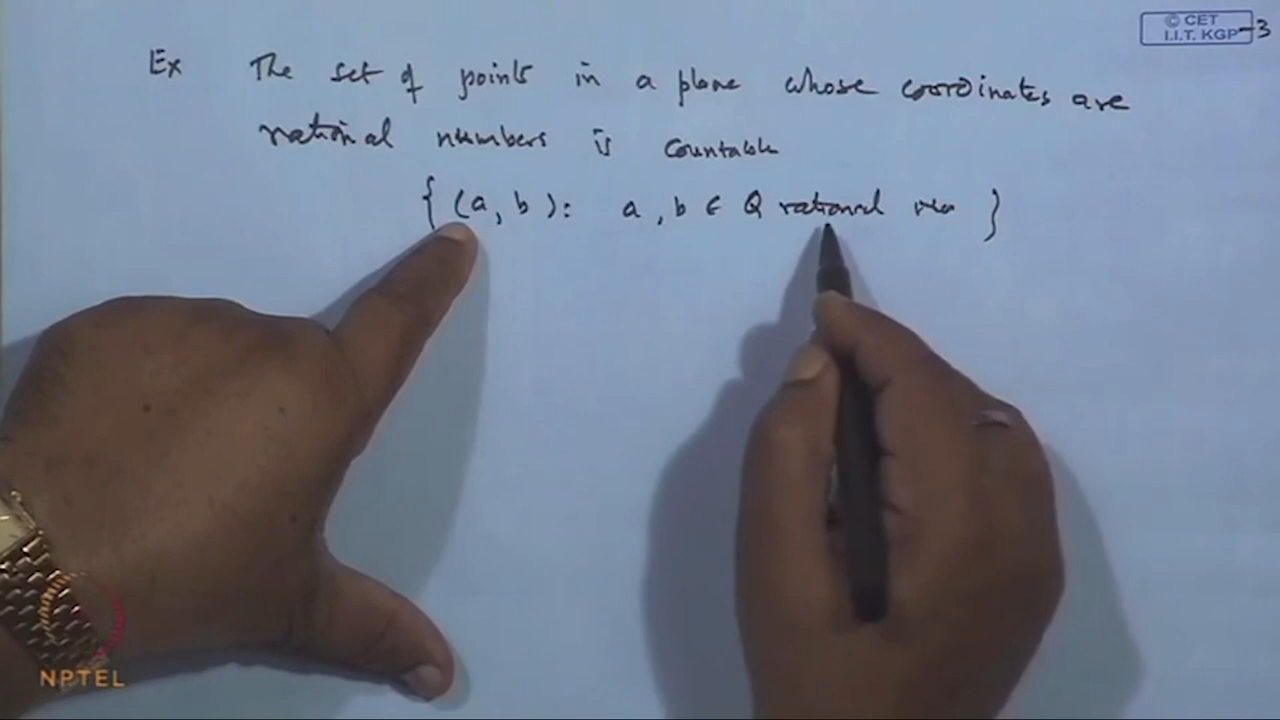 © CET
I.I.T. KGP -3
Ex The set of points in a plane whose coordinates are
rational numbers is countable
{ (a, b ): a, b ∈ Q rational no }
NPTEL